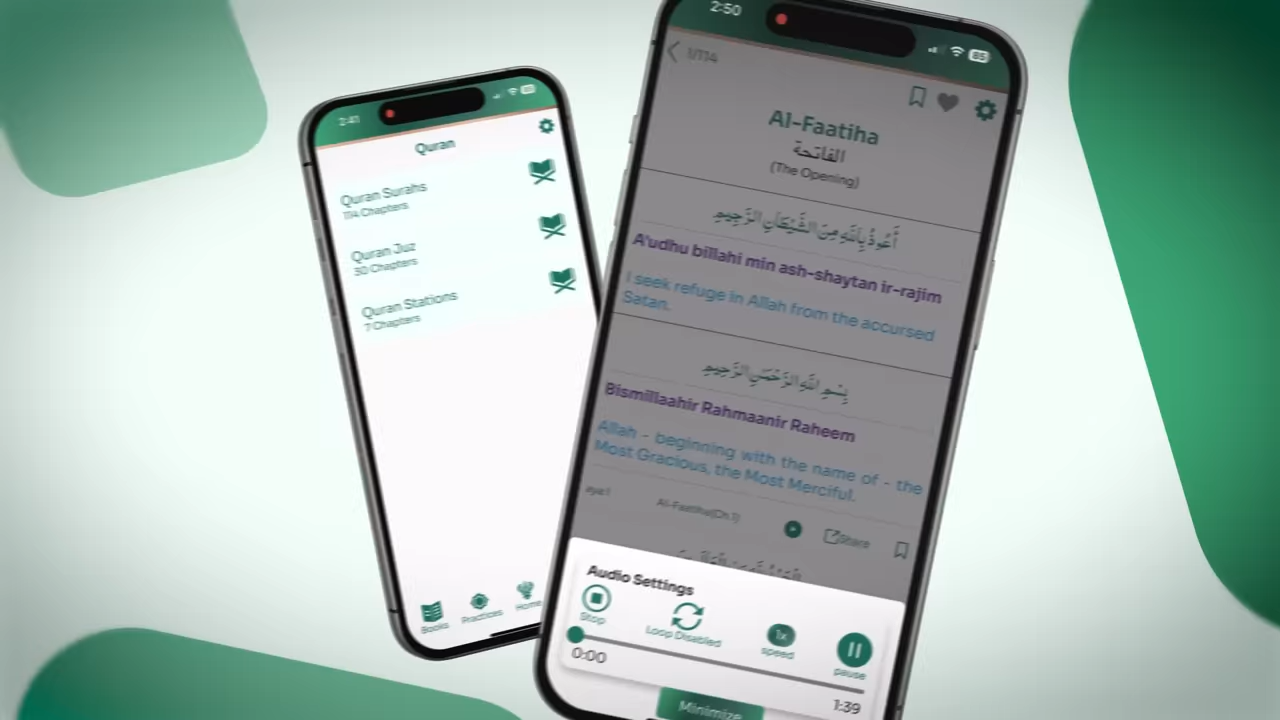 2:41
Quran
Quran Surahs
114 Chapters
Quran Juz
30 Chapters
Quran Stations
7 Chapters
Books
Practices
Home
2:50
85
1/114
Al-Faatiha
الفاتحة
(The Opening)
أَعُوذُ بِاللَّهِ مِنَ الشَّيْطَانِ الرَّجِيمِ
A'udhu billahi min ash-shaytan ir-rajim
I seek refuge in Allah from the accursed
Satan.
بِسْمِ اللَّهِ الرَّحْمَٰنِ الرَّحِيمِ
Bismillaahir Rahmaanir Raheem
Allah - beginning with the name of - the
Most Gracious, the Most Merciful.
aya:1
Al-Faatiha(Ch.1)
Share
Audio Settings
Stop
Loop Disabled
1x
speed
pause
0:00
1:39
Minimize